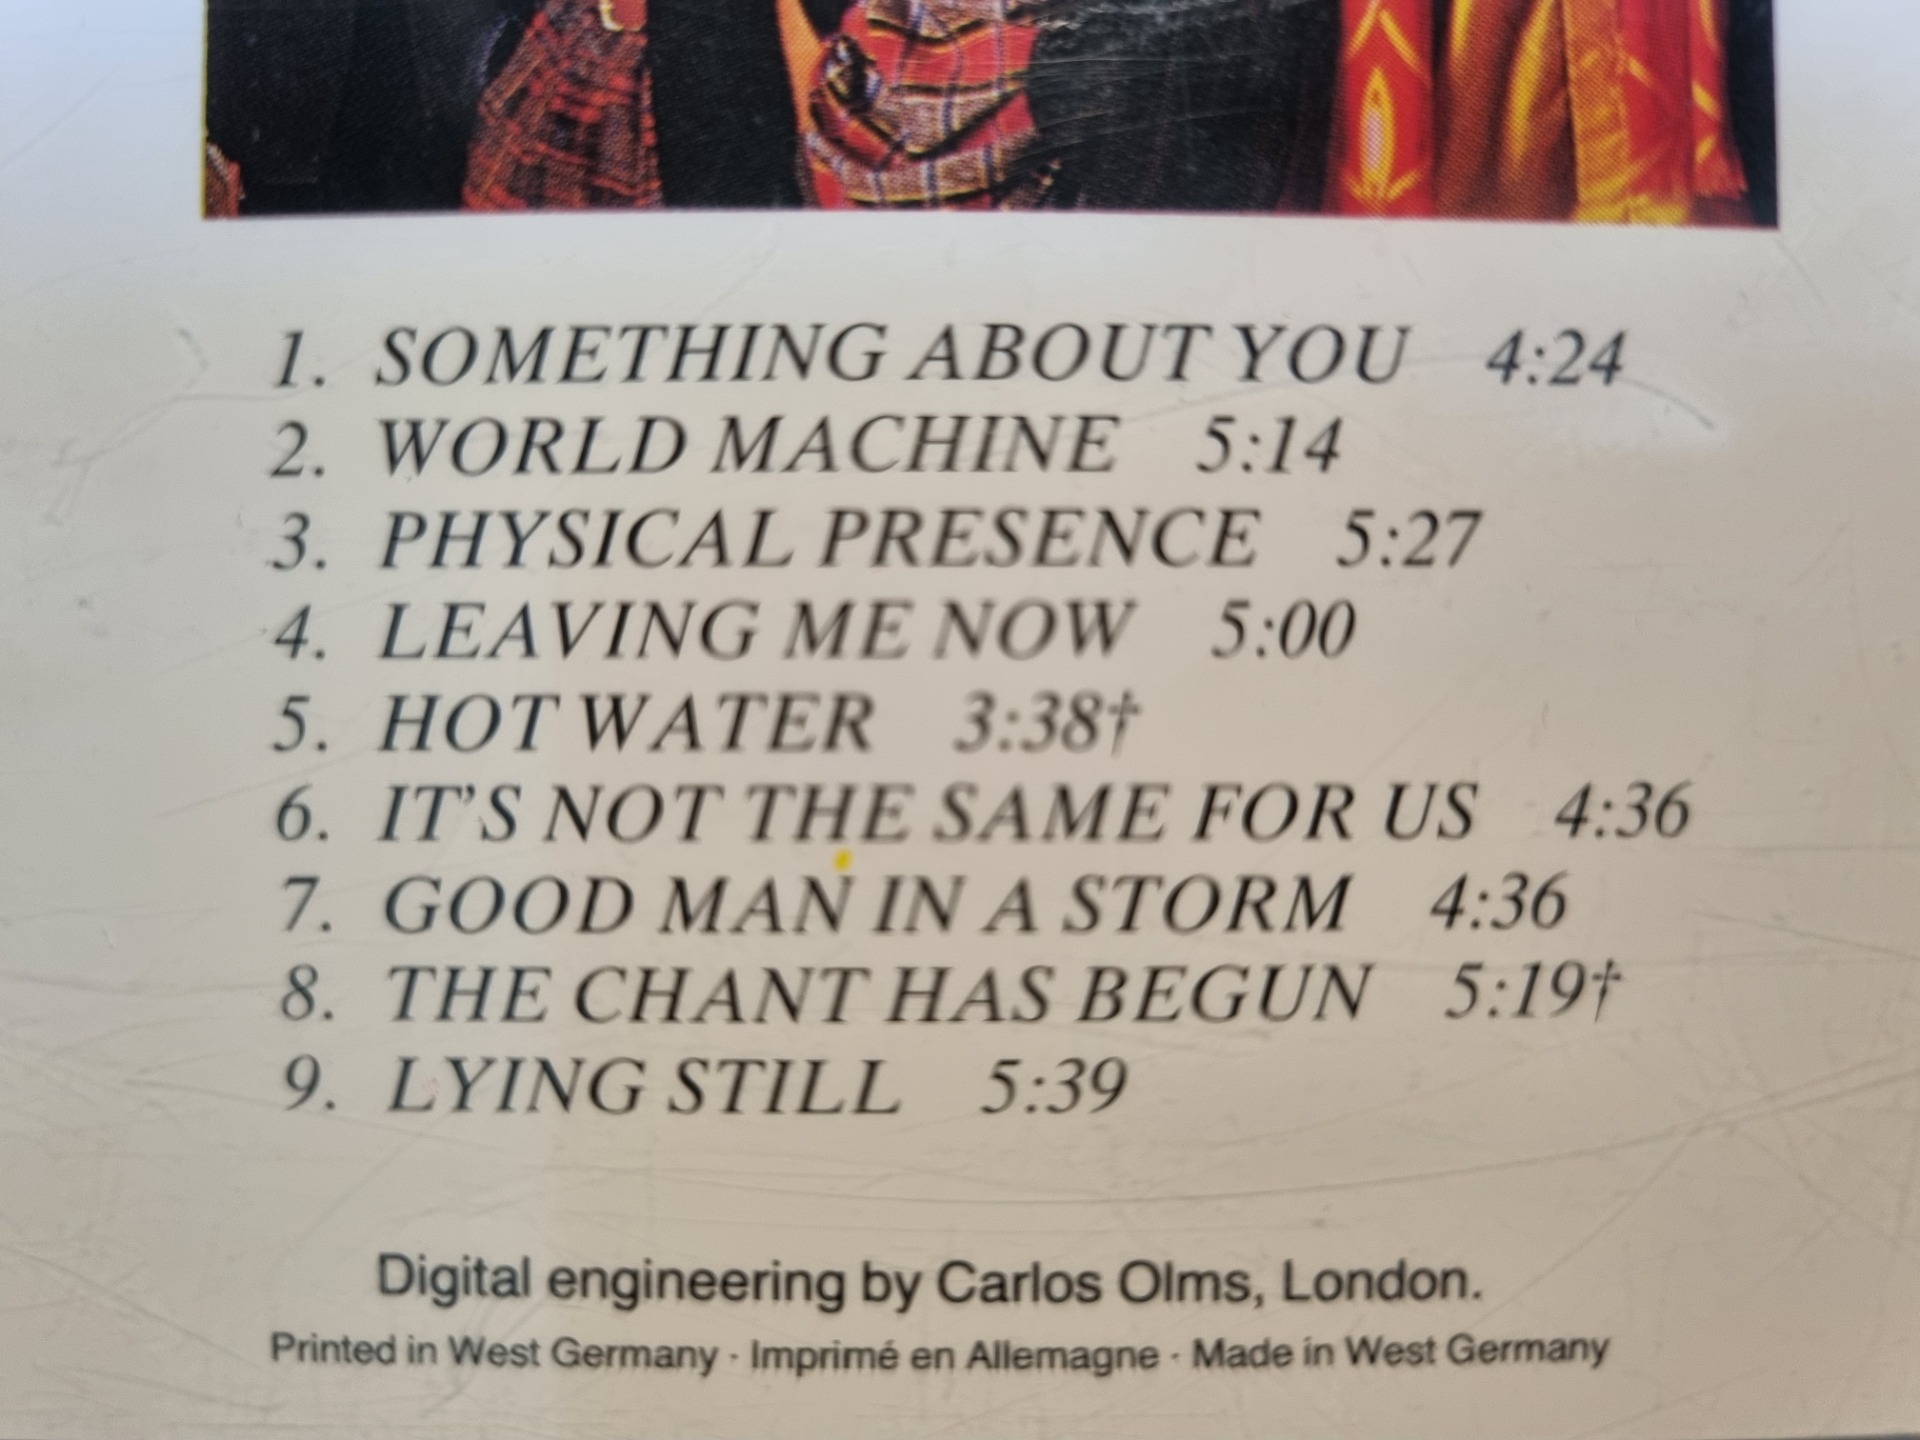 1. SOMETHING ABOUT YOU 4:24
2. WORLD MACHINE 5:14
3. PHYSICAL PRESENCE 5:27
4. LEAVING ME NOW 5:00
5. HOT WATER 3:38†
6. IT'S NOT THE SAME FOR US 4:36
7. GOOD MAN IN A STORM 4:36
8. THE CHANT HAS BEGUN 5:19†
9. LYING STILL 5:39
Digital engineering by Carlos Olms, London.
Printed in West Germany · Imprimé en Allemagne · Made in West Germany